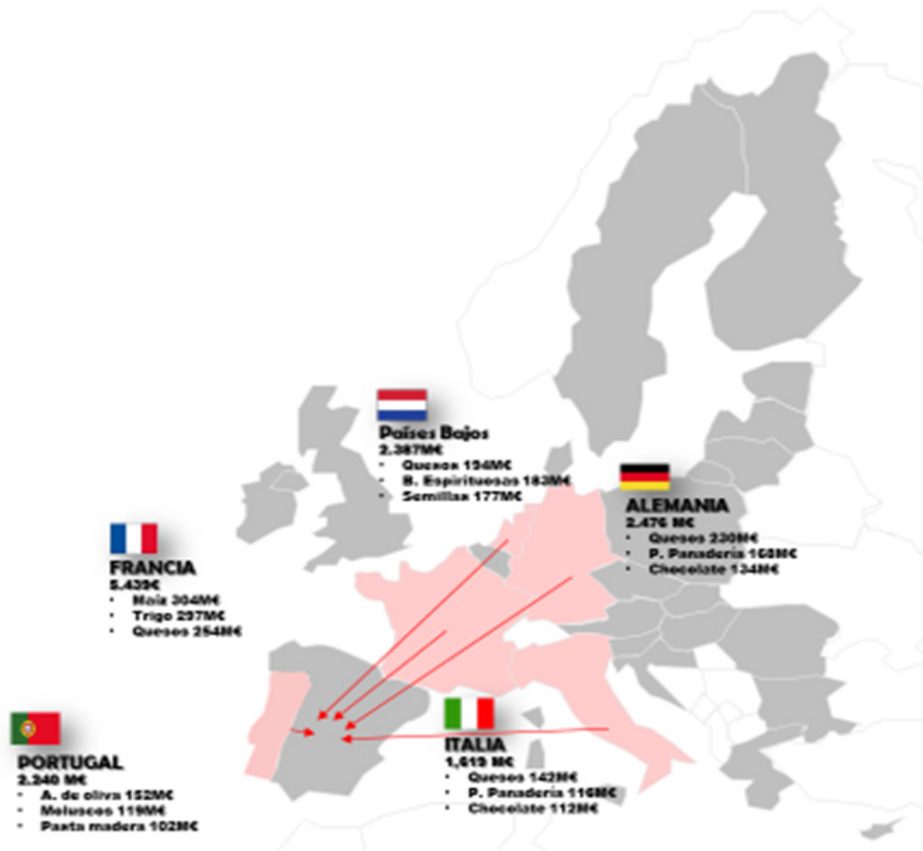 Países Bajos
2.387M€
• Quesos 194M€
• B. Espirituosas 183M€
• Semillas 177M€
ALEMANIA
2.476 M€
• Quesos 230M€
• P. Panadería 168M€
• Chocolate 134M€
FRANCIA
5.439€
• Maíz 304M€
• Trigo 297M€
• Quesos 254M€
PORTUGAL
2.240 M€
• A. de oliva 152M€
• Moluscos 119M€
• Pasta madera 102M€
ITALIA
1,619 M€
• Quesos 142M€
• P. Panadería 116M€
• Chocolate 112M€